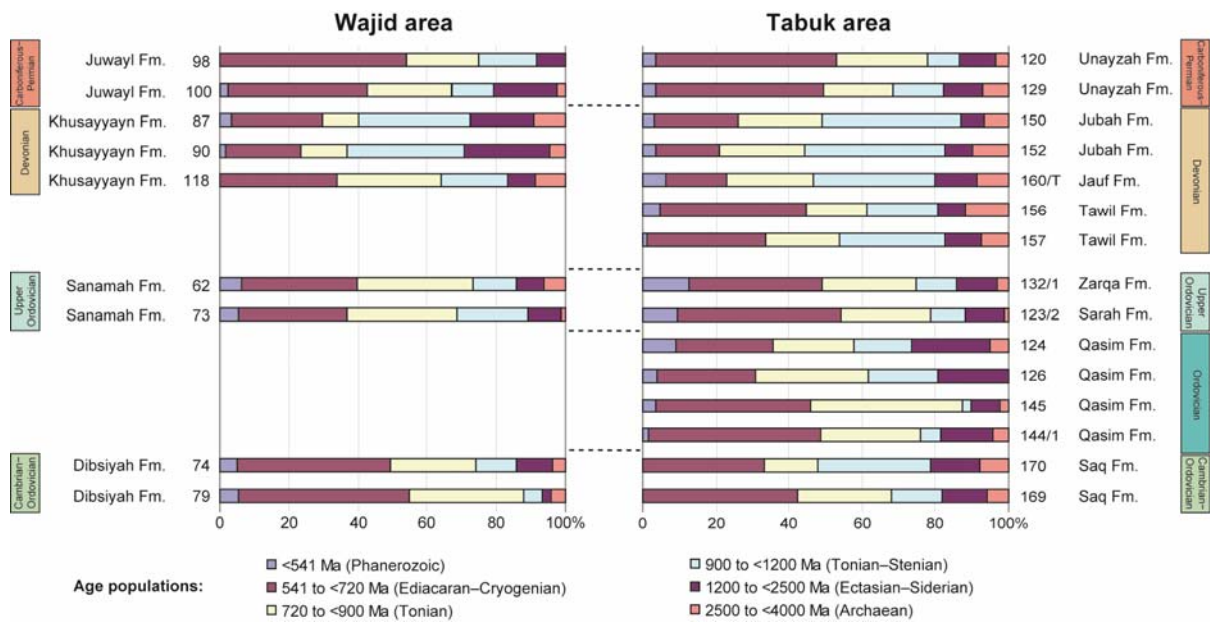 Wajid area
Tabuk area
Carboniferous–
Permian
Juwayl Fm. 98
Juwayl Fm. 100
Devonian
Khusayyayn Fm. 87
Khusayyayn Fm. 90
Khusayyayn Fm. 118
Upper
Ordovician
Sanamah Fm. 62
Sanamah Fm. 73
Cambrian–
Ordovician
Dibsiyah Fm. 74
Dibsiyah Fm. 79
0 20 40 60 80 100%
120 Unayzah Fm.
129 Unayzah Fm.
Carboniferous–
Permian
150 Jubah Fm.
152 Jubah Fm.
160/T Jauf Fm.
156 Tawil Fm.
157 Tawil Fm.
Devonian
132/1 Zarqa Fm.
123/2 Sarah Fm.
Upper
Ordovician
124 Qasim Fm.
126 Qasim Fm.
145 Qasim Fm.
144/1 Qasim Fm.
Ordovician
170 Saq Fm.
169 Saq Fm.
Cambrian–
Ordovician
0 20 40 60 80 100%
Age populations:
<541 Ma (Phanerozoic)
541 to <720 Ma (Ediacaran–Cryogenian)
720 to <900 Ma (Tonian)
900 to <1200 Ma (Tonian–Stenian)
1200 to <2500 Ma (Ectasian–Siderian)
2500 to <4000 Ma (Archaean)